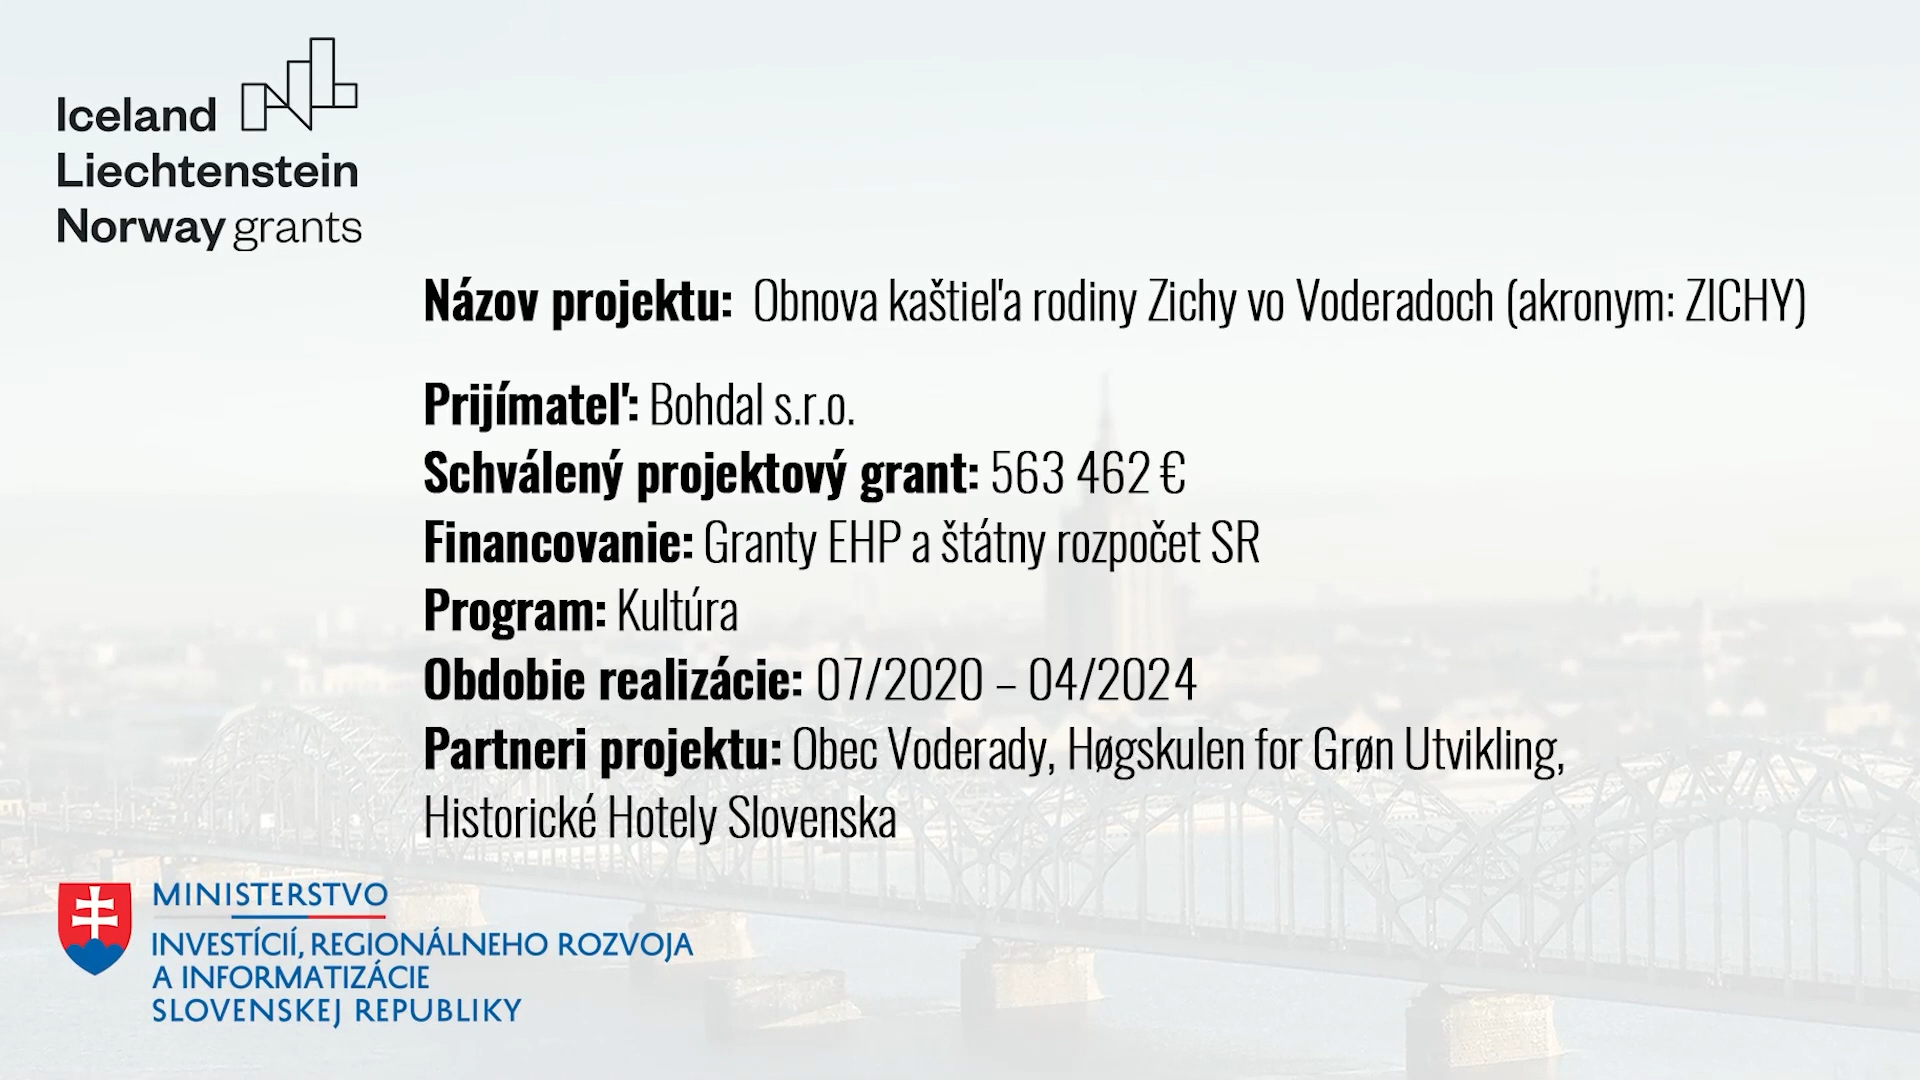 Iceland
Liechtenstein
Norway grants
Názov projektu: Obnova kaštieľa rodiny Zichy vo Voderadoch (akronym: ZICHY)
Prijímateľ: Bohdal s.r.o.
Schválený projektový grant: 563 462 €
Financovanie: Granty EHP a štátny rozpočet SR
Program: Kultúra
Obdobie realizácie: 07/2020 – 04/2024
Partneri projektu: Obec Voderady, Høgskulen for Grøn Utvikling,
Historické Hotely Slovenska
MINISTERSTVO
INVESTÍCIÍ, REGIONÁLNEHO ROZVOJA
A INFORMATIZÁCIE
SLOVENSKEJ REPUBLIKY